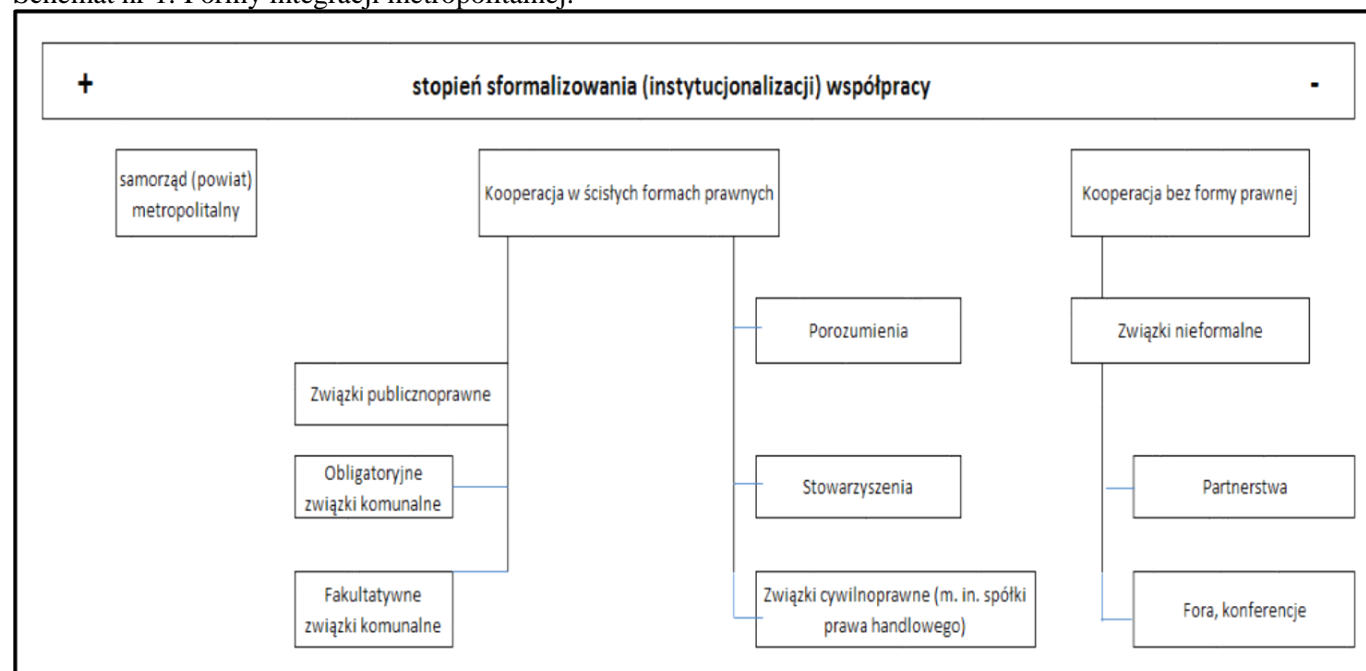 Schemat nr 1. Formy integracji metropolitalnej.
+ stopień sformalizowania (instytucjonalizacji) współpracy -
samorząd (powiat)
metropolitalny
Kooperacja w ścisłych formach prawnych
Kooperacja bez formy prawnej
Porozumienia
Związki nieformalne
Związki publicznoprawne
Obligatoryjne
związki komunalne
Stowarzyszenia
Partnerstwa
Fakultatywne
związki komunalne
Związki cywilnoprawne (m. in. spółki
prawa handlowego)
Fora, konferencje